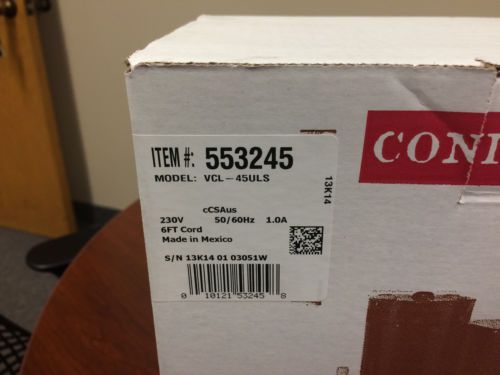 ITEM #: 553245
MODEL: VCL-45ULS
cCSAus
230V 50/60Hz 1.0A
6FT Cord
Made in Mexico
S/N 13K14 01 03051W
0 10121 53245 8
13K14
COND